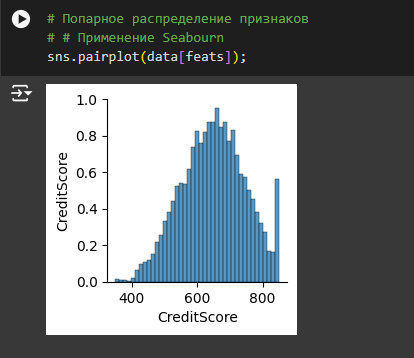 # Попарное распределение признаков
# # Применение Seabourn
sns.pairplot(data[feats]);
1.0
0.8
0.6
0.4
0.2
0.0
CreditScore
400 600 800
CreditScore